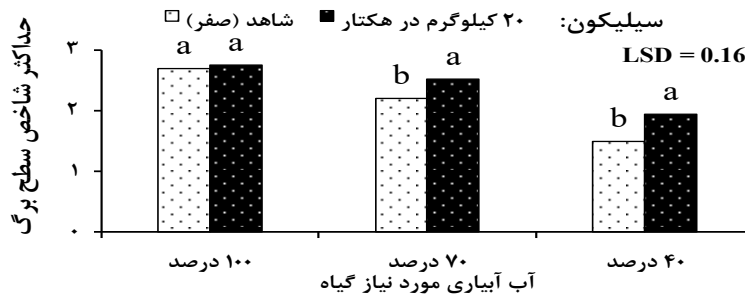 سیلیکون: ۲۰ کیلوگرم در هکتار شاهد (صفر)
LSD = 0.16
حداکثر شاخص سطح برگ
۳
۲
۱
۰
a a
b a
b a
۱۰۰ درصد ۷۰ درصد ۴۰ درصد
آب آبیاری مورد نیاز گیاه